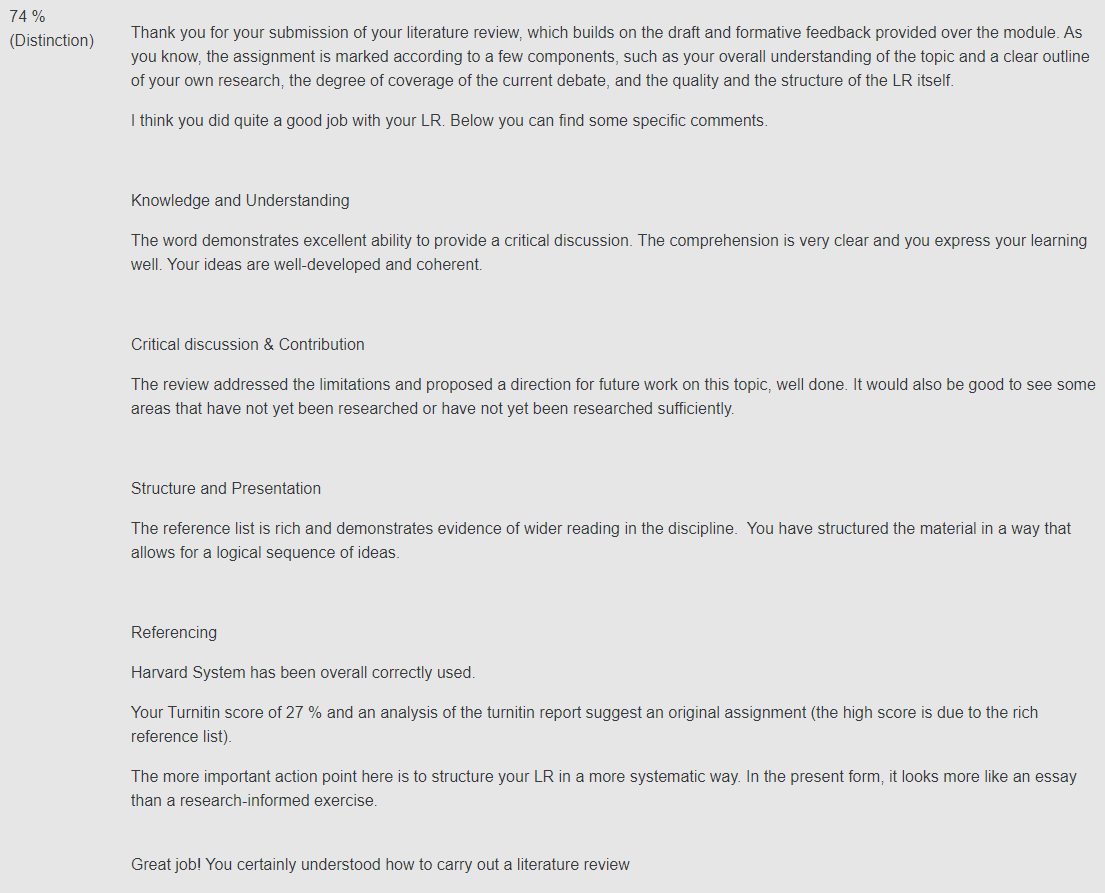 74 %
(Distinction)
Thank you for your submission of your literature review, which builds on the draft and formative feedback provided over the module. As
you know, the assignment is marked according to a few components, such as your overall understanding of the topic and a clear outline
of your own research, the degree of coverage of the current debate, and the quality and the structure of the LR itself.
I think you did quite a good job with your LR. Below you can find some specific comments.
Knowledge and Understanding
The word demonstrates excellent ability to provide a critical discussion. The comprehension is very clear and you express your learning
well. Your ideas are well-developed and coherent.
Critical discussion & Contribution
The review addressed the limitations and proposed a direction for future work on this topic, well done. It would also be good to see some
areas that have not yet been researched or have not yet been researched sufficiently.
Structure and Presentation
The reference list is rich and demonstrates evidence of wider reading in the discipline.  You have structured the material in a way that
allows for a logical sequence of ideas.
Referencing
Harvard System has been overall correctly used.
Your Turnitin score of 27 % and an analysis of the turnitin report suggest an original assignment (the high score is due to the rich
reference list).
The more important action point here is to structure your LR in a more systematic way. In the present form, it looks more like an essay
than a research-informed exercise.
Great job! You certainly understood how to carry out a literature review